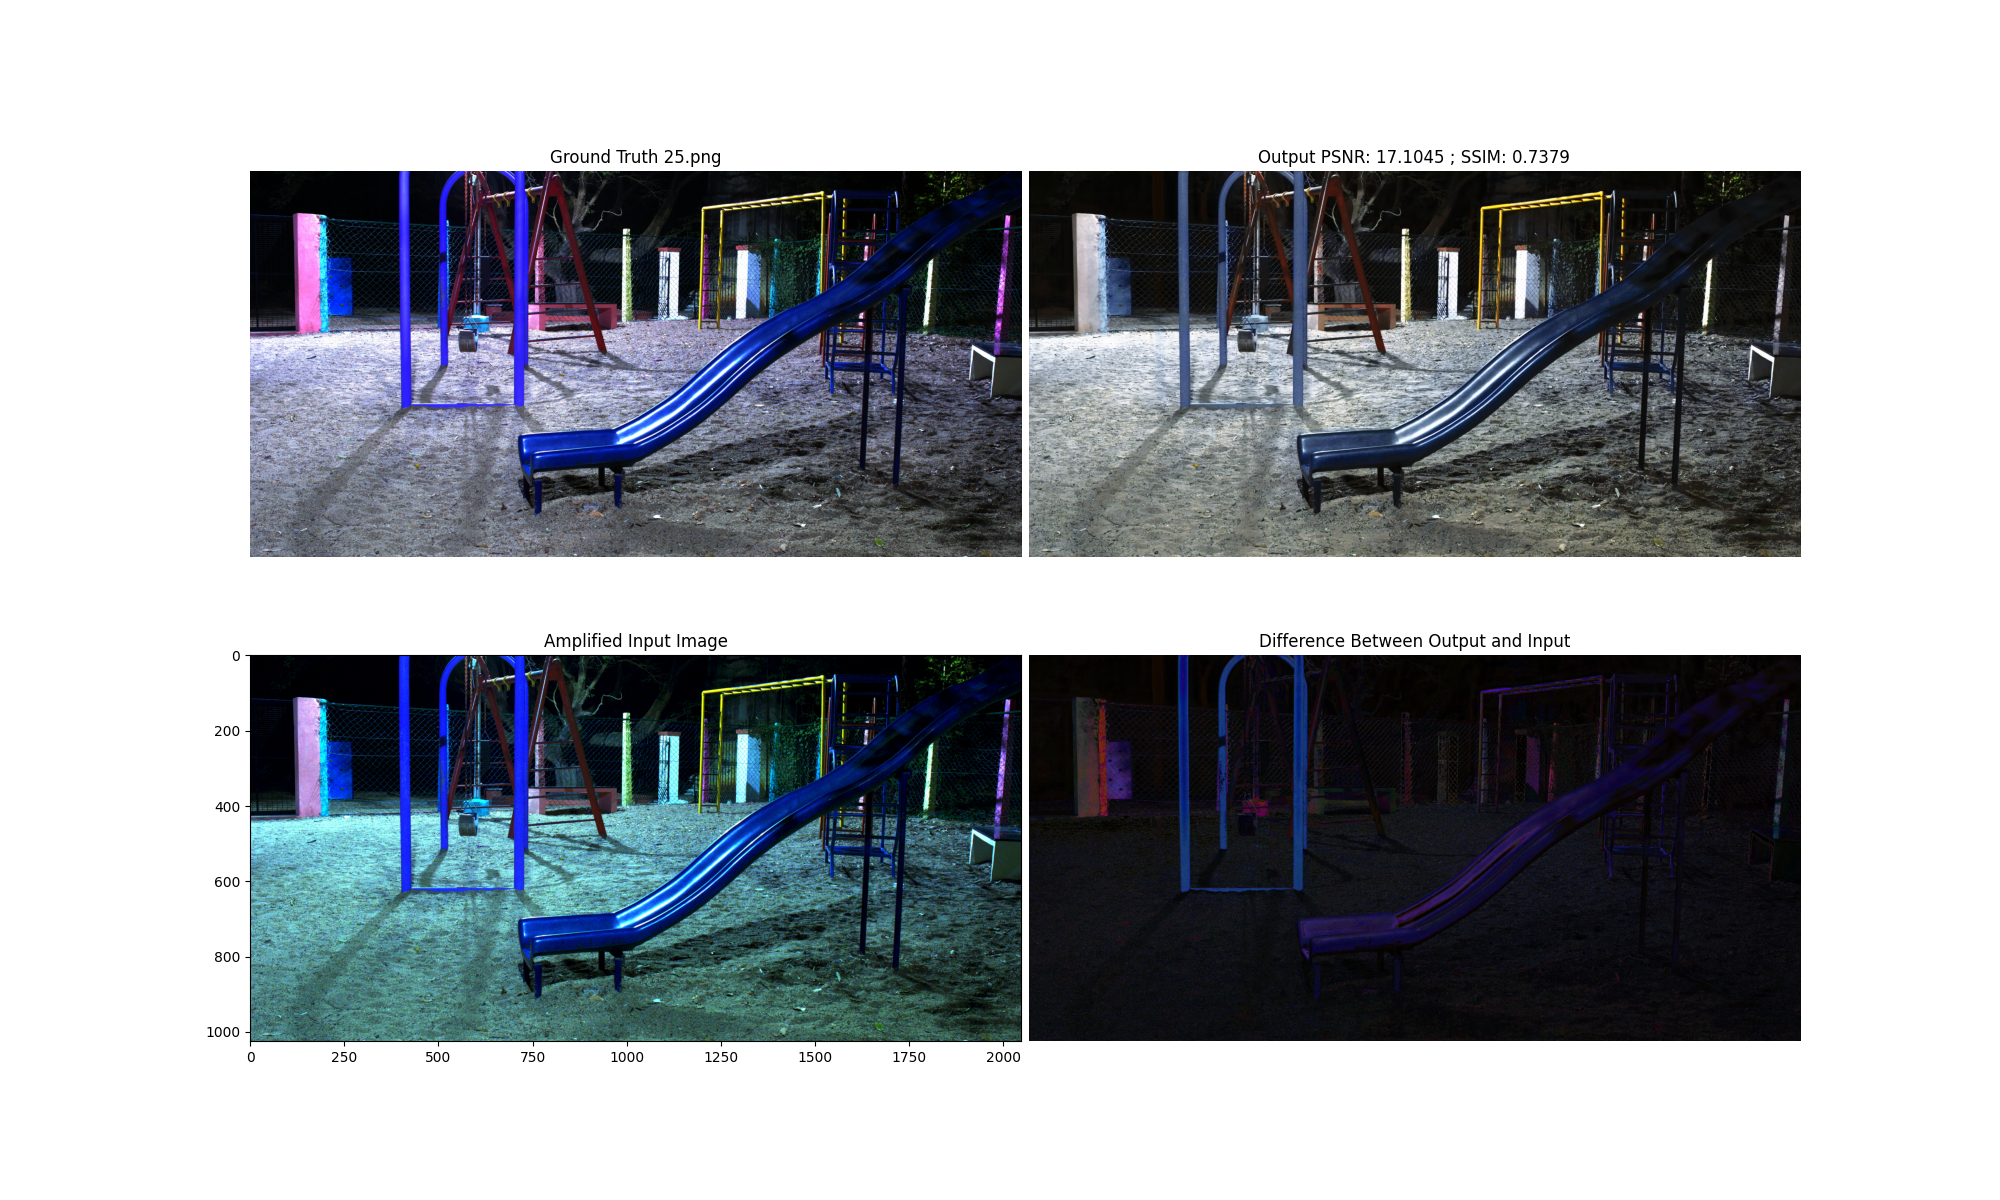 Ground Truth 25.png
Output PSNR: 17.1045 ; SSIM: 0.7379
Amplified Input Image
Difference Between Output and Input
0
200
400
600
800
1000
0 250 500 750 1000 1250 1500 1750 2000